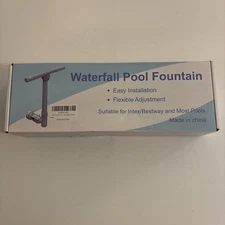 Waterfall Pool Fountain
• Easy Installation
• Flexible Adjustment
Suitable for Intex/Bestway and Most Pools
Made in china